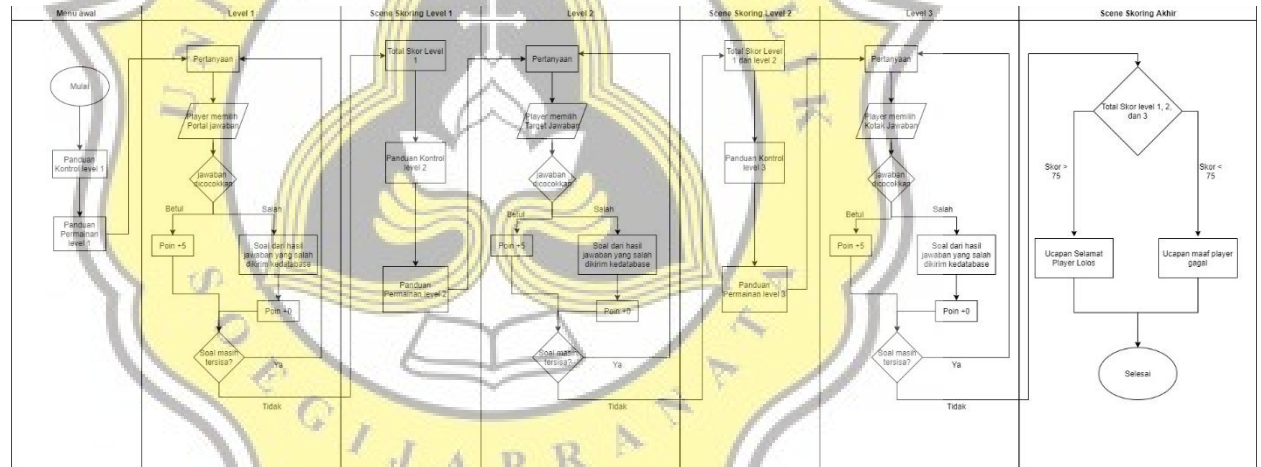 Menu awal
Level 1
Scene Skoring Level 1
Level 2
Scene Skoring Level 2
Level 3
Scene Skoring Akhir
Mulai
Panduan
Kontrol level 1
Panduan
Permainan
level 1
Pertanyaan
Player memilih
Portal jawaban
jawaban
dicocokkan
Betul
Salah
Poin +5
Soal dari hasil
jawaban yang salah
dikirim kedatabase
Poin +0
Soal masih
tersisa?
Ya
Tidak
Total Skor Level
1
Panduan Kontrol
level 2
Panduan
Permainan level 2
Pertanyaan
Player memilih
Target Jawaban
jawaban
dicocokkan
Betul
Salah
Poin +5
Soal dari hasil
jawaban yang salah
dikirim kedatabase
Poin +0
Soal masih
tersisa?
Ya
Tidak
Total Skor Level
1 dan level 2
Panduan Kontrol
level 3
Panduan
Permainan level 3
Pertanyaan
Player memilih
Kotak Jawaban
jawaban
dicocokkan
Betul
Salah
Poin +5
Soal dari hasil
jawaban yang salah
dikirim kedatabase
Poin +0
Soal masih
tersisa?
Ya
Tidak
Total Skor level 1, 2,
dan 3
Skor >
75
Skor <
75
Ucapan Selamat
Player Lolos
Ucapan maaf player
gagal
Selesai